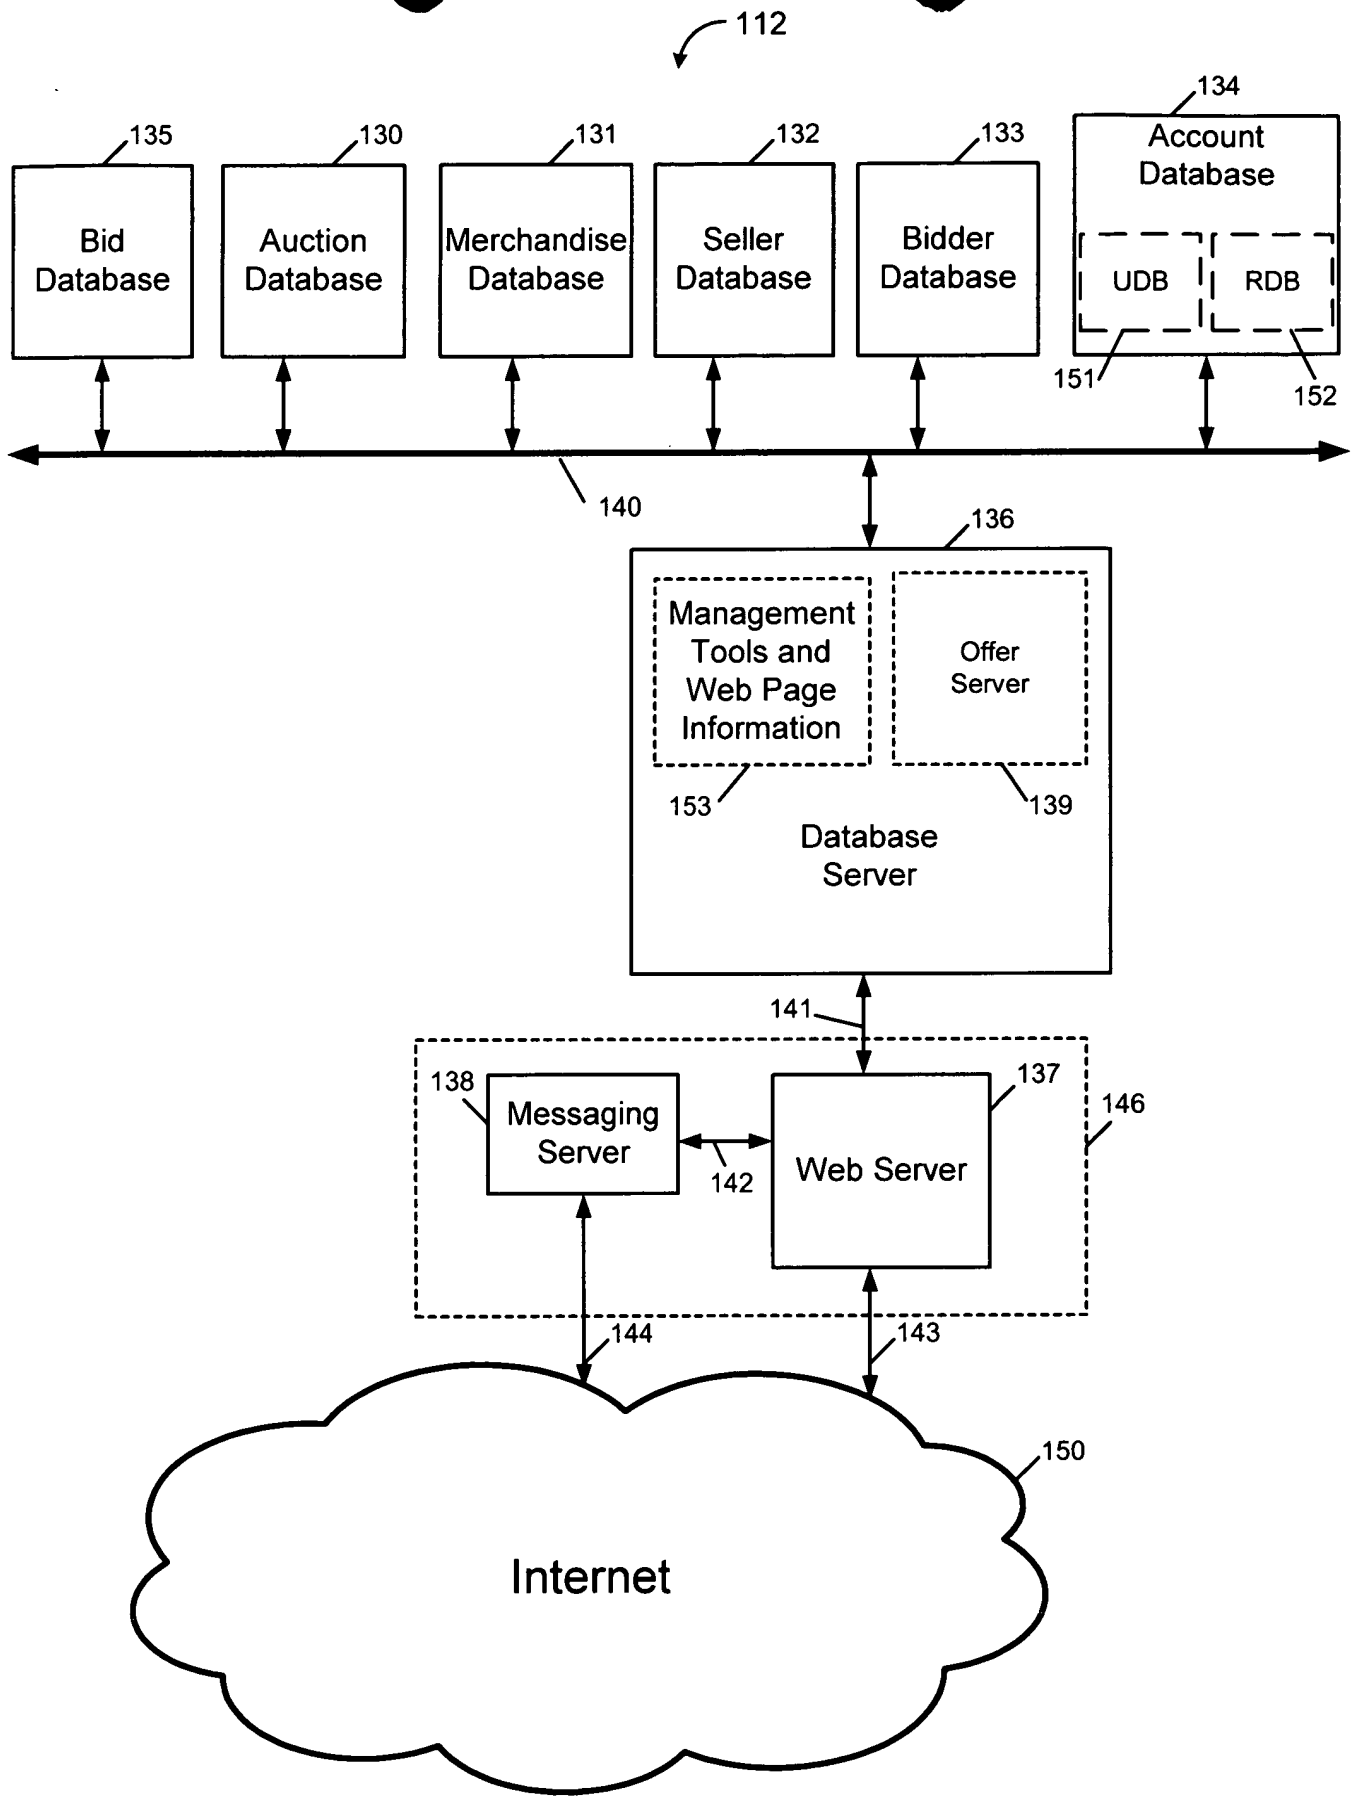 112
135
130
131
132
133
134
Bid
Database
Auction
Database
Merchandise
Database
Seller
Database
Bidder
Database
Account
Database
UDB
RDB
151
152
140
136
Management
Tools and
Web Page
Information
Offer
Server
153
139
Database
Server
141
138
137
146
Messaging
Server
142
Web Server
144
143
150
Internet